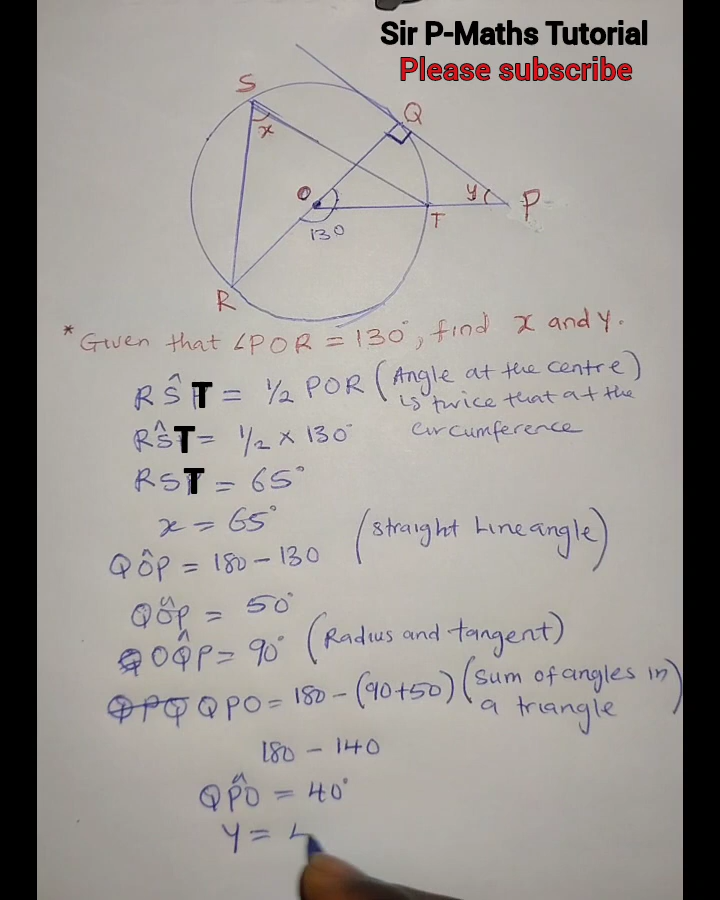 Sir P-Maths Tutorial
Please subscribe
S
x
Q
O
130
y
P
T
R
* Given that ∠POR = 130°, find x and y.
RŜT = 1/2 POR (Angle at the centre)
is twice that at the
RŜT = 1/2 × 130° circumference
RST = 65°
x = 65° (straight Line angle)
QÔP = 180 - 130
QÔP = 50°
OQ̂P = 90° (Radius and tangent)
QPO = 180 - (90+50) (sum of angles in)
a triangle
180 - 140
QP̂O = 40°
y = 4